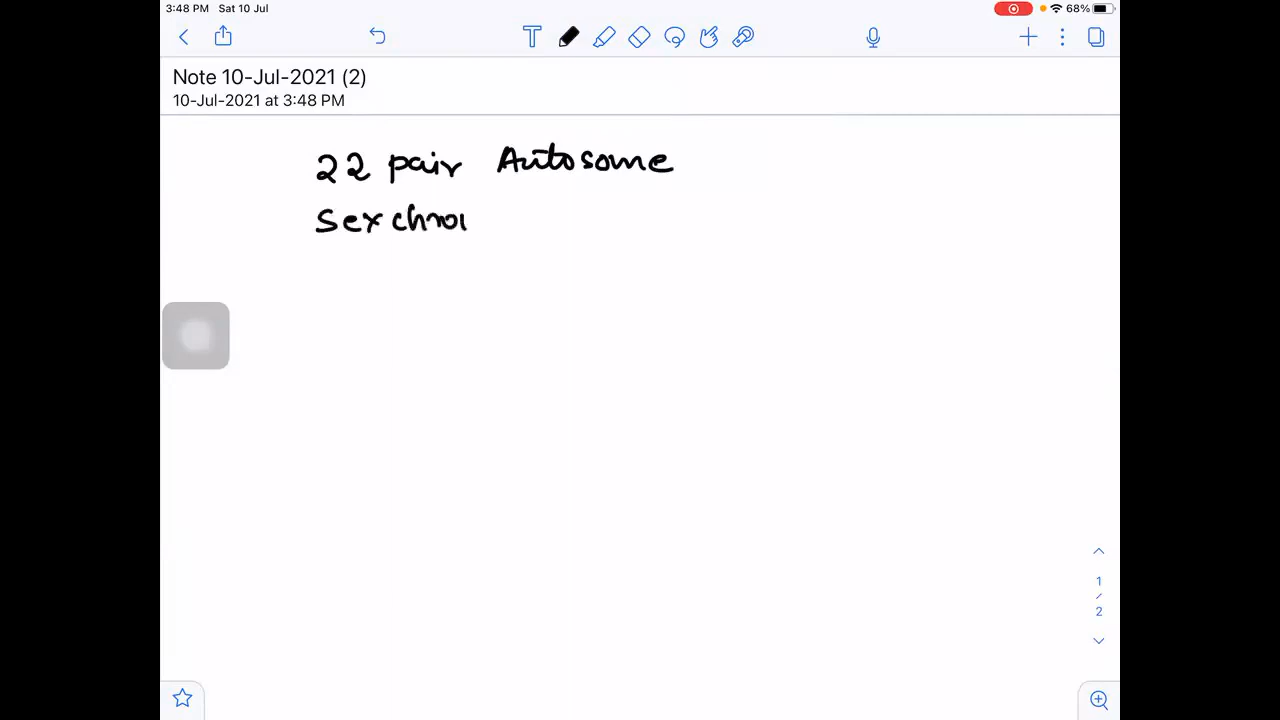 3:48 PM Sat 10 Jul 68%
Note 10-Jul-2021 (2)
10-Jul-2021 at 3:48 PM
22 pair Autosome
Sex chro
1
2